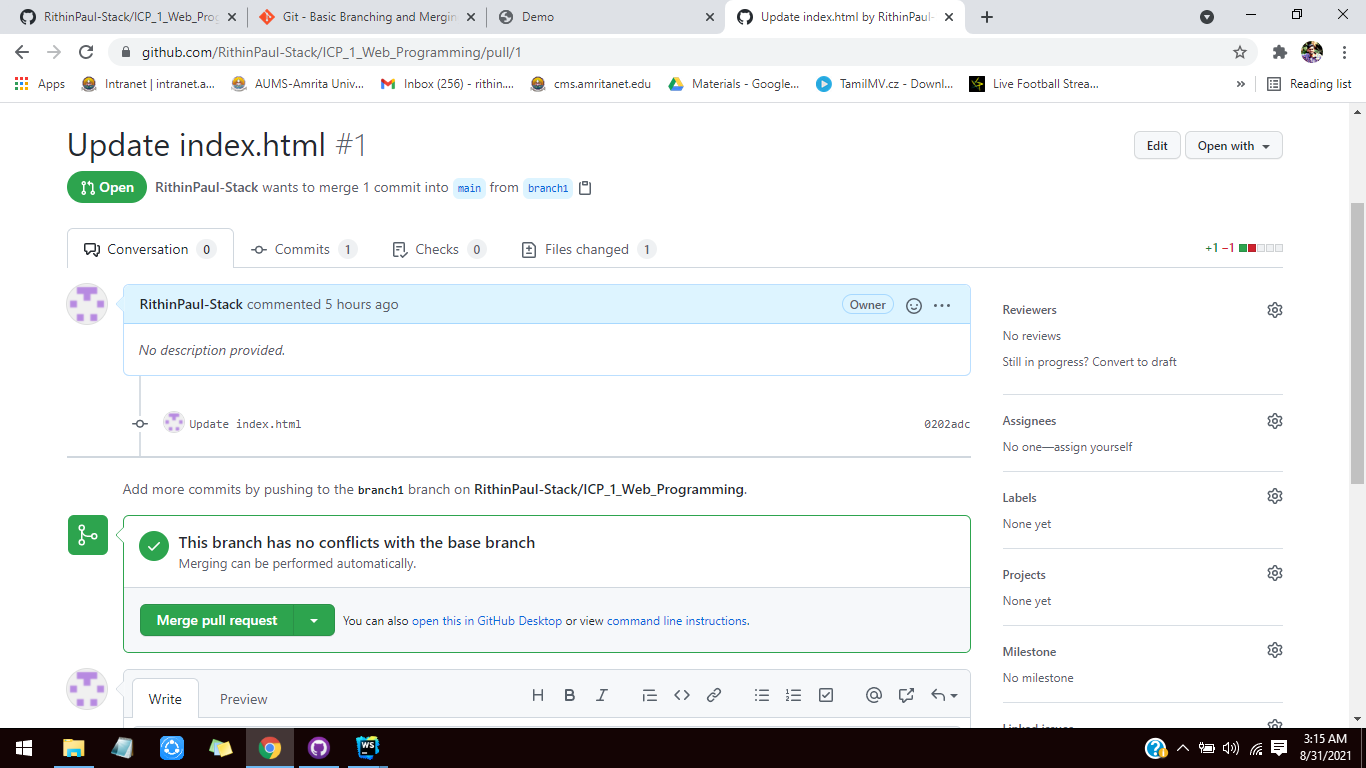 RithinPaul-Stack/ICP_1_Web_Prog
Git - Basic Branching and Mergin
Demo
Update index.html by RithinPaul-
github.com/RithinPaul-Stack/ICP_1_Web_Programming/pull/1
Apps
Intranet | intranet.a...
AUMS-Amrita Univ...
Inbox (256) - rithin....
cms.amritanet.edu
Materials - Google...
TamilMV.cz - Downl...
Live Football Strea...
»
Reading list
Update index.html #1
Edit
Open with
Open
RithinPaul-Stack wants to merge 1 commit into main from branch1
Conversation 0
Commits 1
Checks 0
Files changed 1
+1 −1
RithinPaul-Stack commented 5 hours ago
Owner
No description provided.
Update index.html
0202adc
Add more commits by pushing to the branch1 branch on RithinPaul-Stack/ICP_1_Web_Programming.
This branch has no conflicts with the base branch
Merging can be performed automatically.
Merge pull request
You can also open this in GitHub Desktop or view command line instructions.
Write
Preview
Reviewers
No reviews
Still in progress? Convert to draft
Assignees
No one—assign yourself
Labels
None yet
Projects
None yet
Milestone
No milestone
Linked issues
WS
3:15 AM
8/31/2021